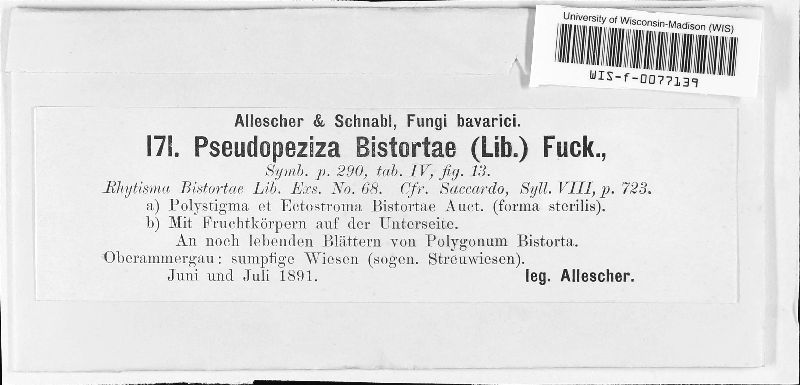 University of Wisconsin-Madison (WIS)
WIS-f-0077139
Allescher & Schnabl, Fungi bavarici.
171. Pseudopeziza Bistortae (Lib.) Fuck.,
Symb. p. 290, tab. IV, fig. 13.
Rhytisma Bistortae Lib. Exs. No. 68. Cfr. Saccardo, Syll. VIII, p. 723.
a) Polystigma et Ectostroma Bistortae Auct. (forma sterilis).
b) Mit Fruchtkörpern auf der Unterseite.
An noch lebenden Blättern von Polygonum Bistorta.
Oberammergau: sumpfige Wiesen (sogen. Streuwiesen).
Juni und Juli 1891. leg. Allescher.